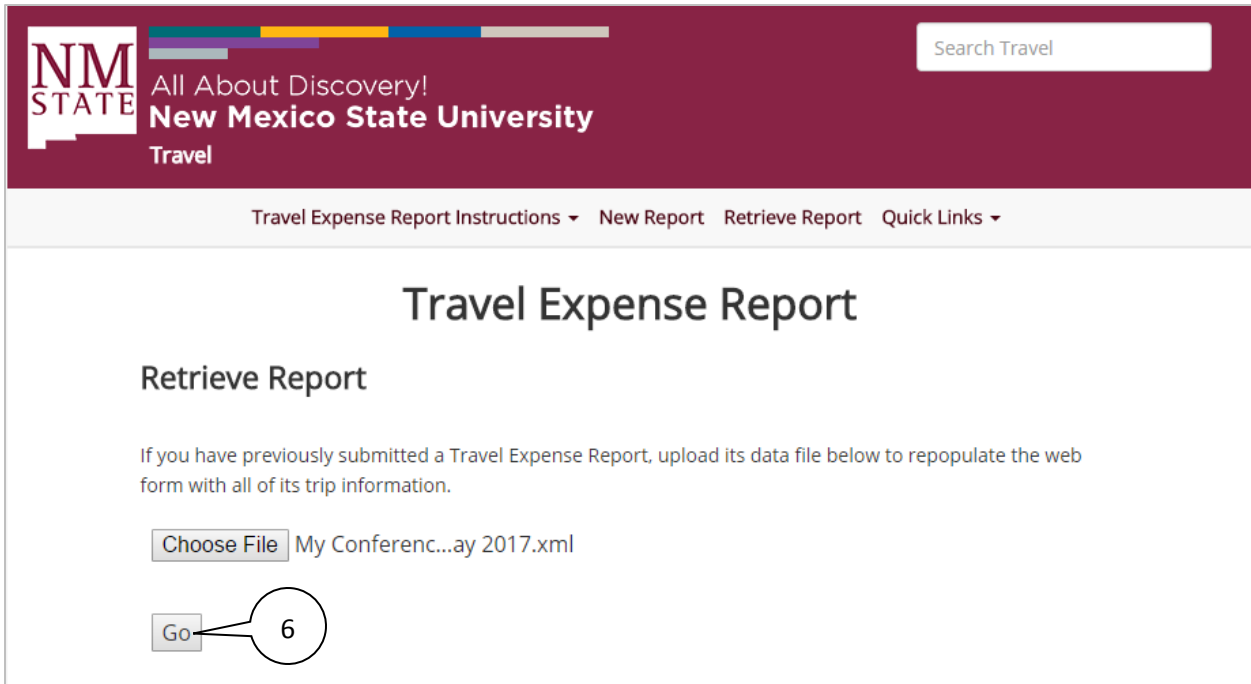 NM
STATE
All About Discovery!
New Mexico State University
Travel
Search Travel
Travel Expense Report Instructions New Report Retrieve Report Quick Links
Travel Expense Report
Retrieve Report
If you have previously submitted a Travel Expense Report, upload its data file below to repopulate the web
form with all of its trip information.
Choose File My Conferenc...ay 2017.xml
Go 6